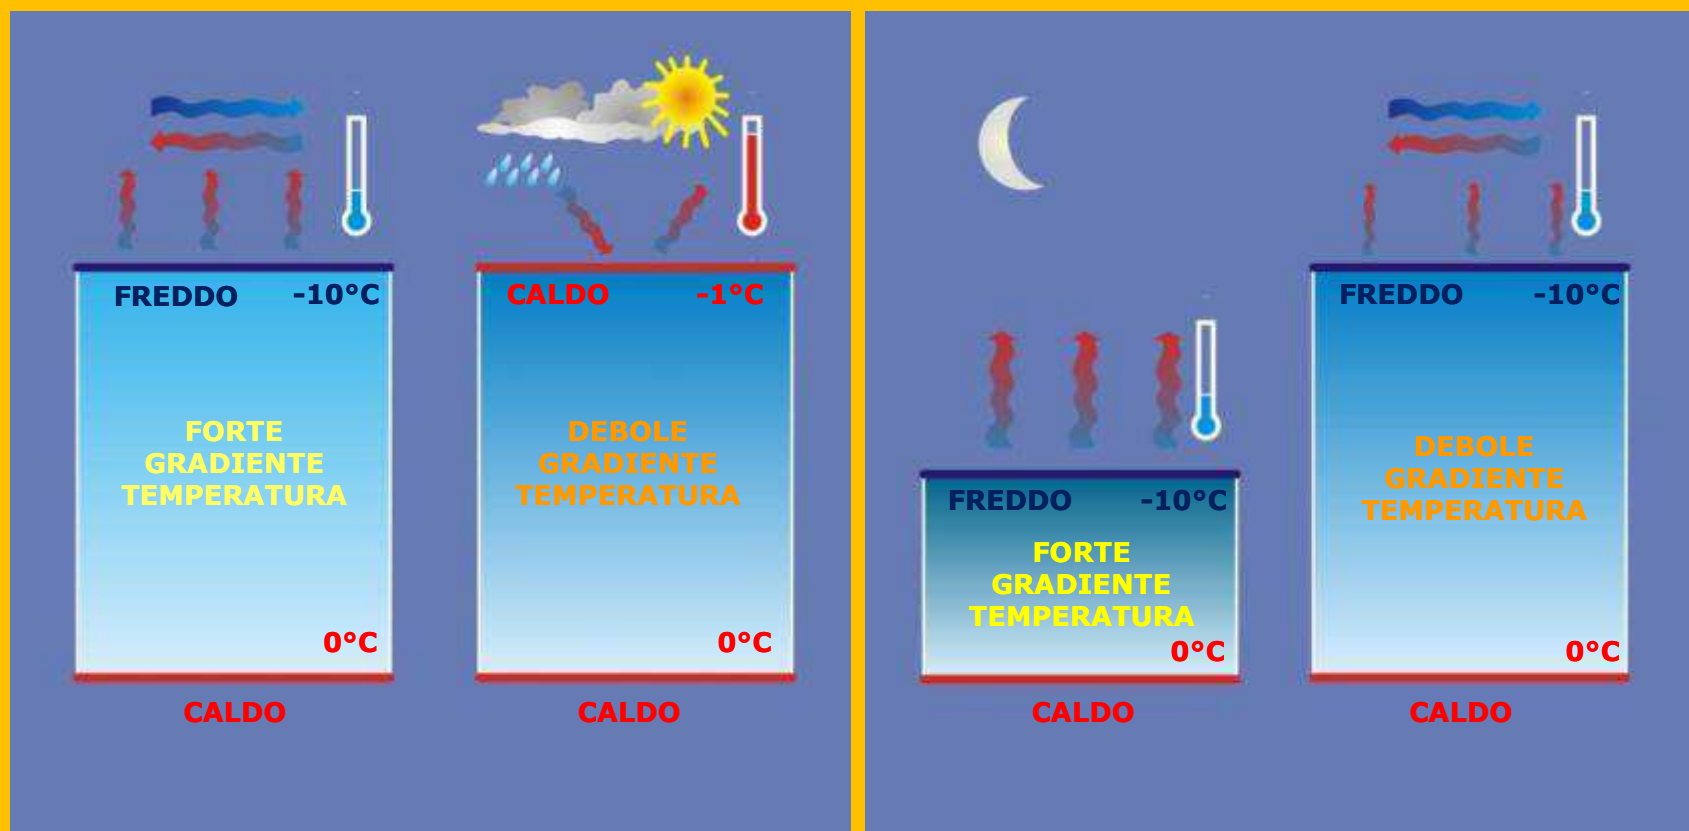 FREDDO -10°C
FORTE
GRADIENTE
TEMPERATURA
0°C
CALDO
CALDO -1°C
DEBOLE
GRADIENTE
TEMPERATURA
0°C
CALDO
FREDDO -10°C
FORTE
GRADIENTE
TEMPERATURA
0°C
CALDO
FREDDO -10°C
DEBOLE
GRADIENTE
TEMPERATURA
0°C
CALDO